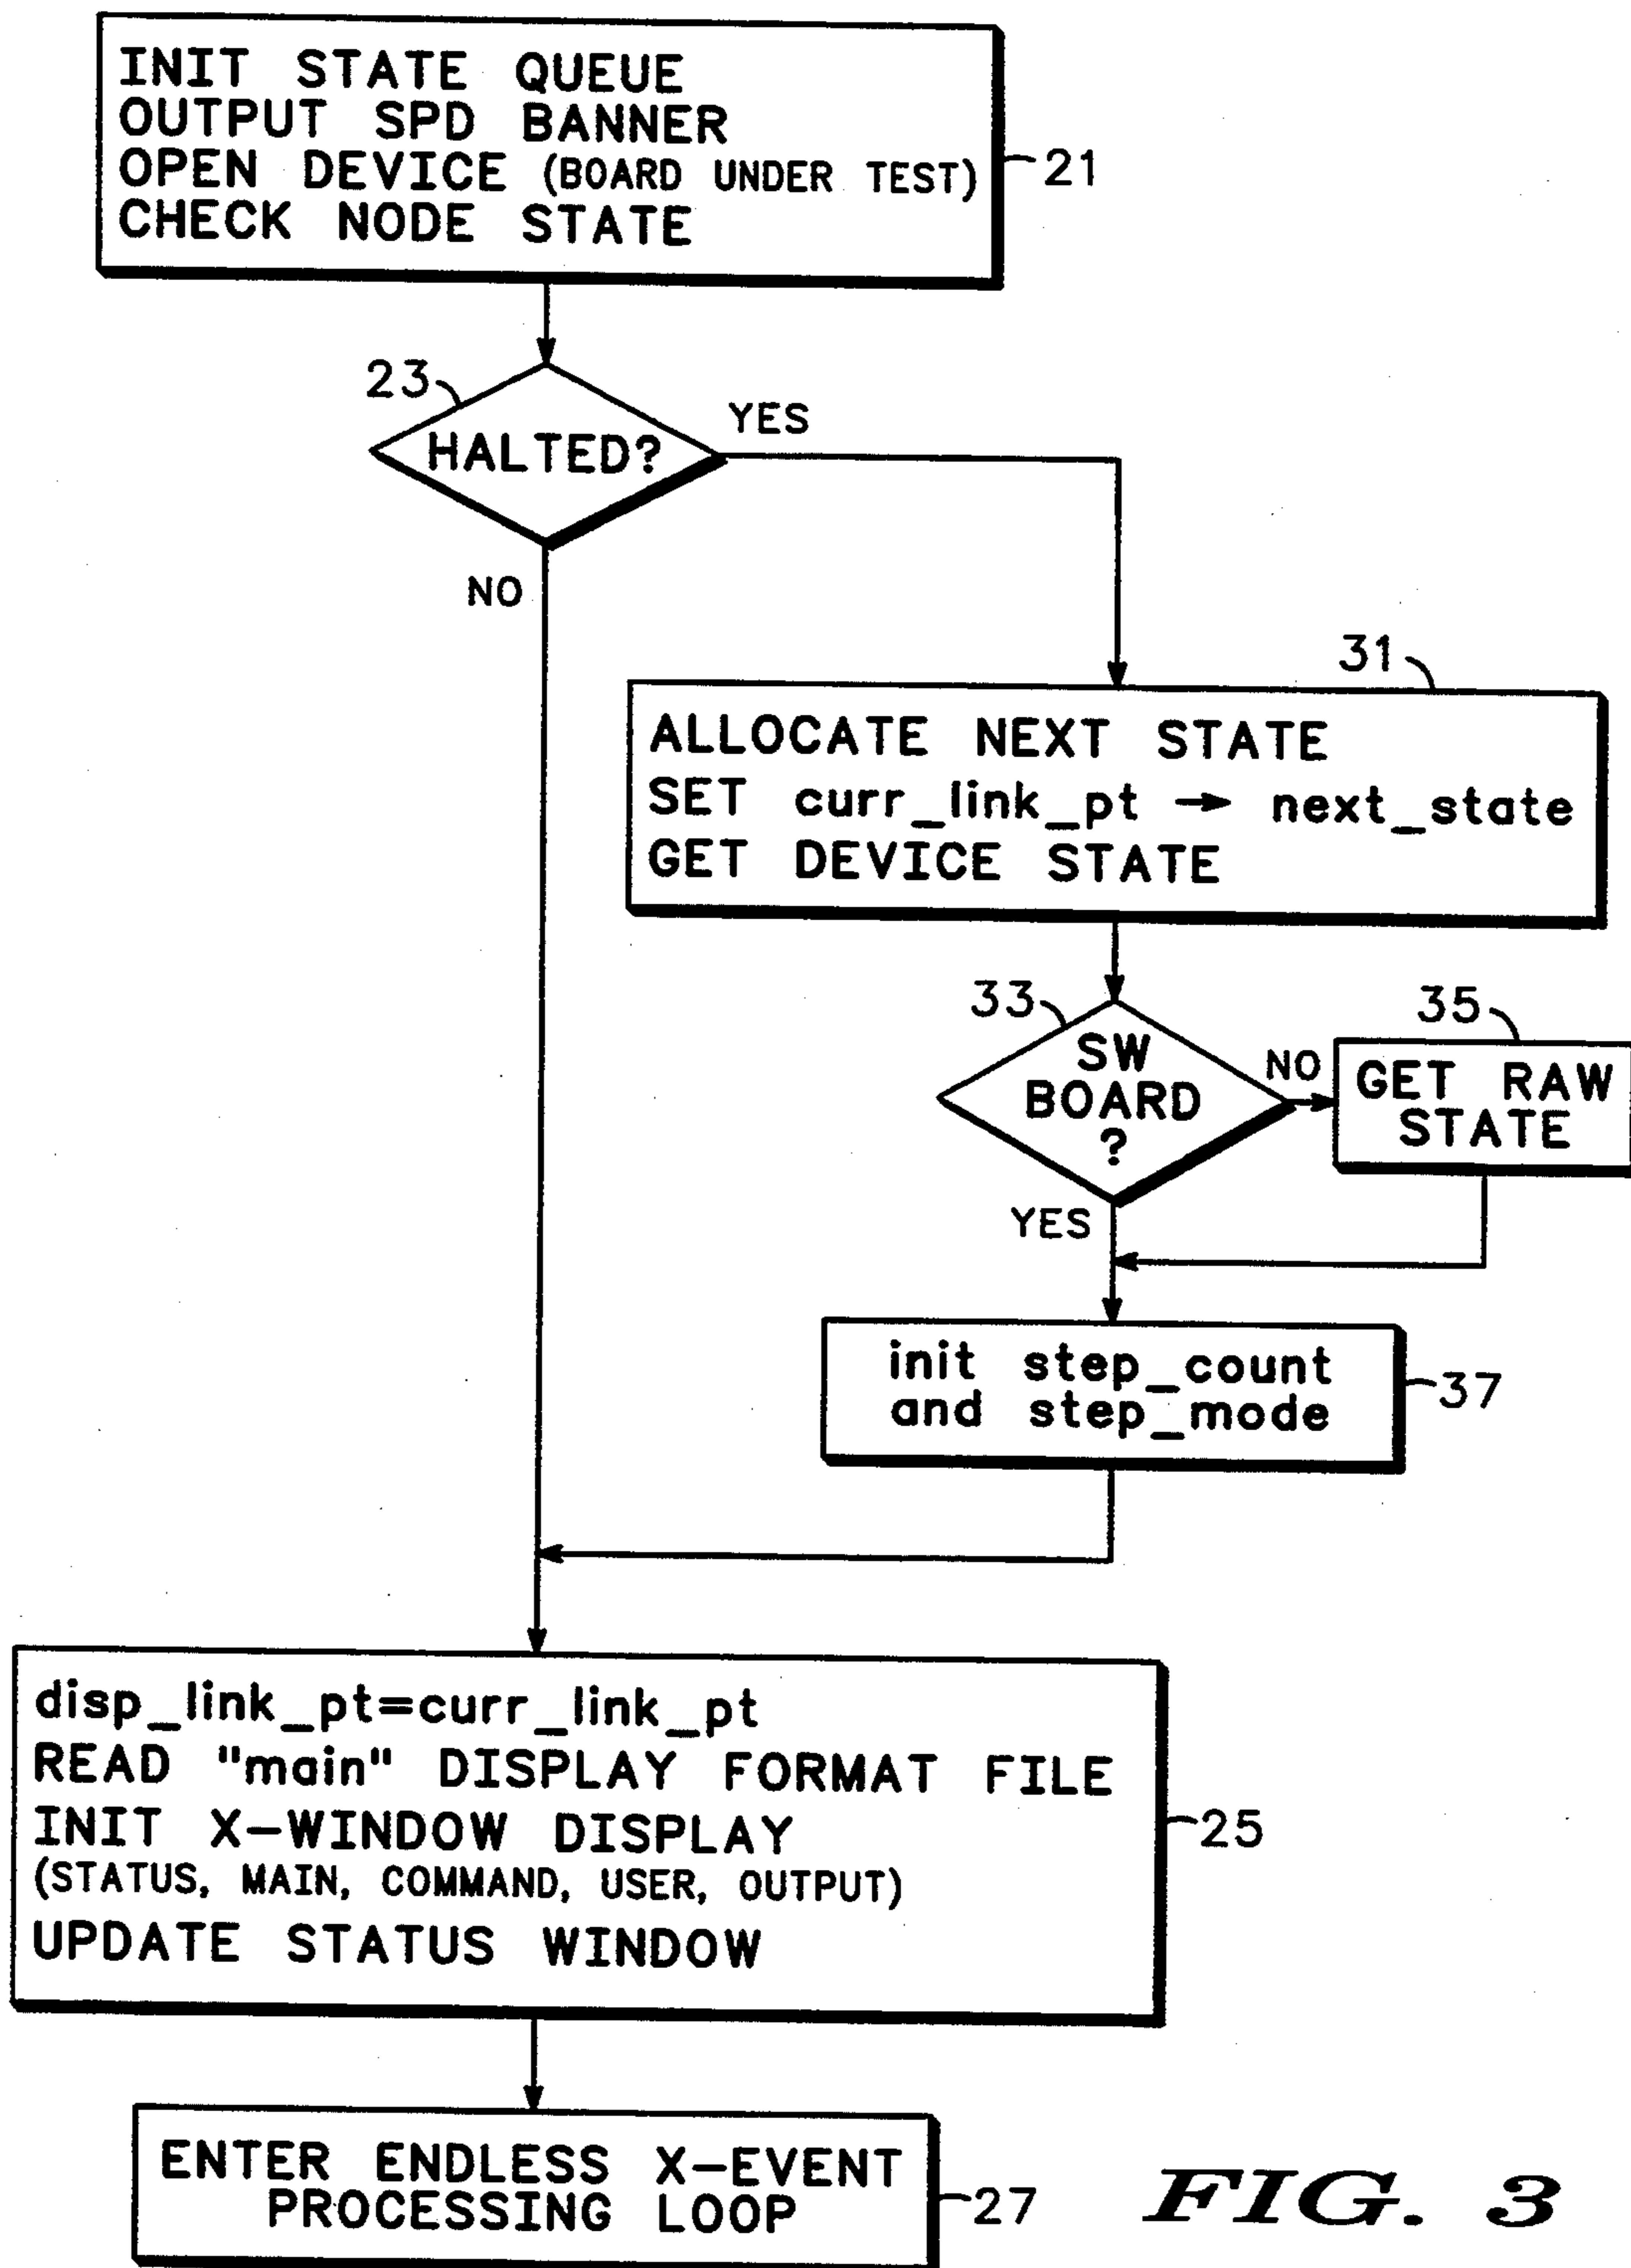 INIT STATE QUEUE
OUTPUT SPD BANNER
OPEN DEVICE (BOARD UNDER TEST)
CHECK NODE STATE
21
23
HALTED?
YES
NO
31
ALLOCATE NEXT STATE
SET curr_link_pt → next_state
GET DEVICE STATE
33
SW
BOARD
?
NO
YES
35
GET RAW
STATE
init step_count
and step_mode
37
disp_link_pt=curr_link_pt
READ "main" DISPLAY FORMAT FILE
INIT X-WINDOW DISPLAY
(STATUS, MAIN, COMMAND, USER, OUTPUT)
UPDATE STATUS WINDOW
25
ENTER ENDLESS X-EVENT
PROCESSING LOOP
27
FIG. 3